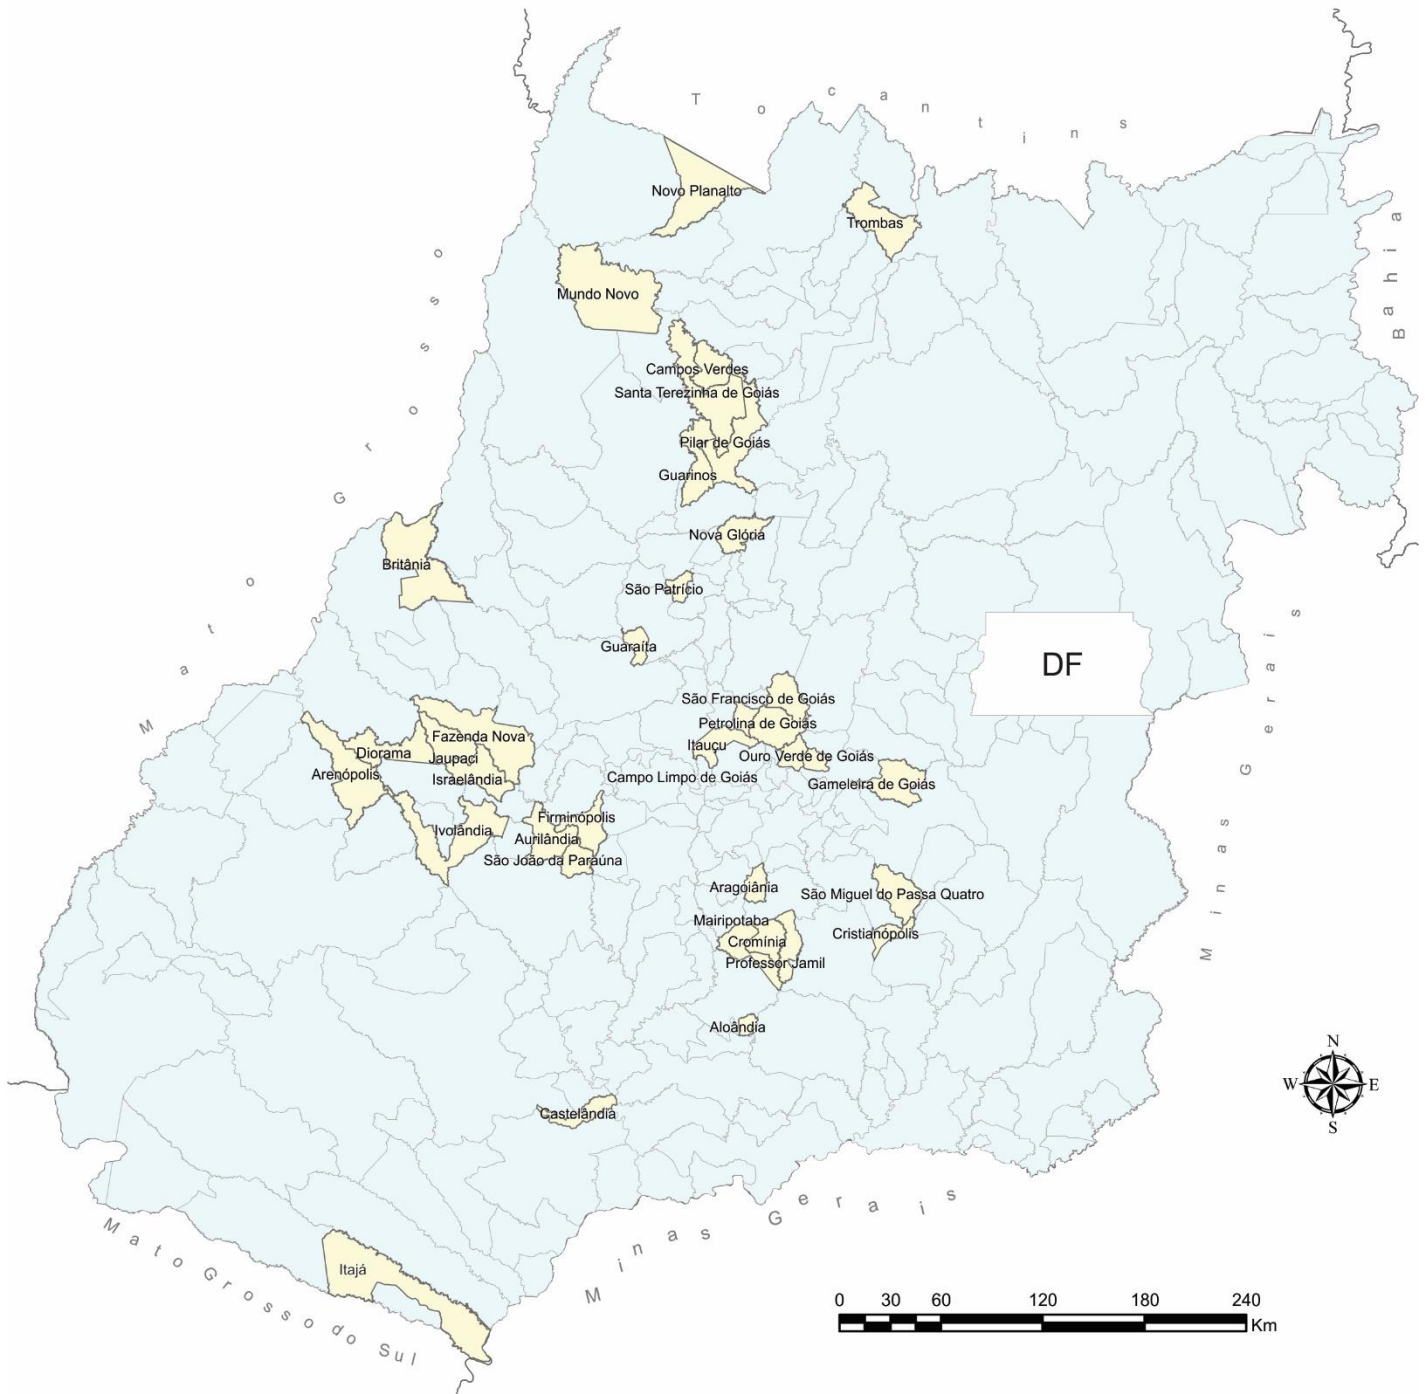 Tocantins
Bahia
Mato Grosso
Novo Planalto
Trombas
Mundo Novo
Campos Verdes
Santa Terezinha de Goiás
Pilar de Goiás
Guarinos
Nova Glória
Britânia
São Patrício
Guaraíta
DF
Minas Gerais
São Francisco de Goiás
Petrolina de Goiás
Itauçu
Ouro Verde de Goiás
Campo Limpo de Goiás
Gameleira de Goiás
Fazenda Nova
Diorama
Jaupaci
Arenópolis
Israelândia
Ivolândia
Firminópolis
Aurilândia
São João da Paraúna
Aragoiânia
São Miguel do Passa Quatro
Mairipotaba
Cristianópolis
Cromínia
Professor Jamil
Aloândia
Castelândia
N
W E
S
Minas Gerais
Mato Grosso do Sul
Itajá
0 30 60 120 180 240
Km